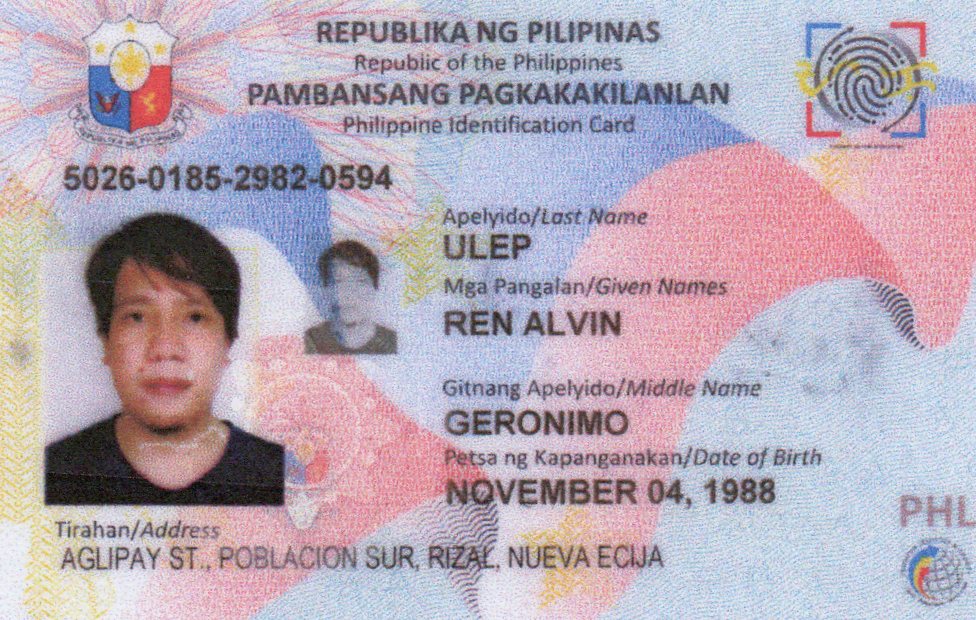 REPUBLIKA NG PILIPINAS
Republic of the Philippines
PAMBANSANG PAGKAKAKILANLAN
Philippine Identification Card
5026-0185-2982-0594
Apelyido/Last Name
ULEP
Mga Pangalan/Given Names
REN ALVIN
Gitnang Apelyido/Middle Name
GERONIMO
Petsa ng Kapanganakan/Date of Birth
NOVEMBER 04, 1988
PHL
Tirahan/Address
AGLIPAY ST., POBLACION SUR, RIZAL, NUEVA ECIJA